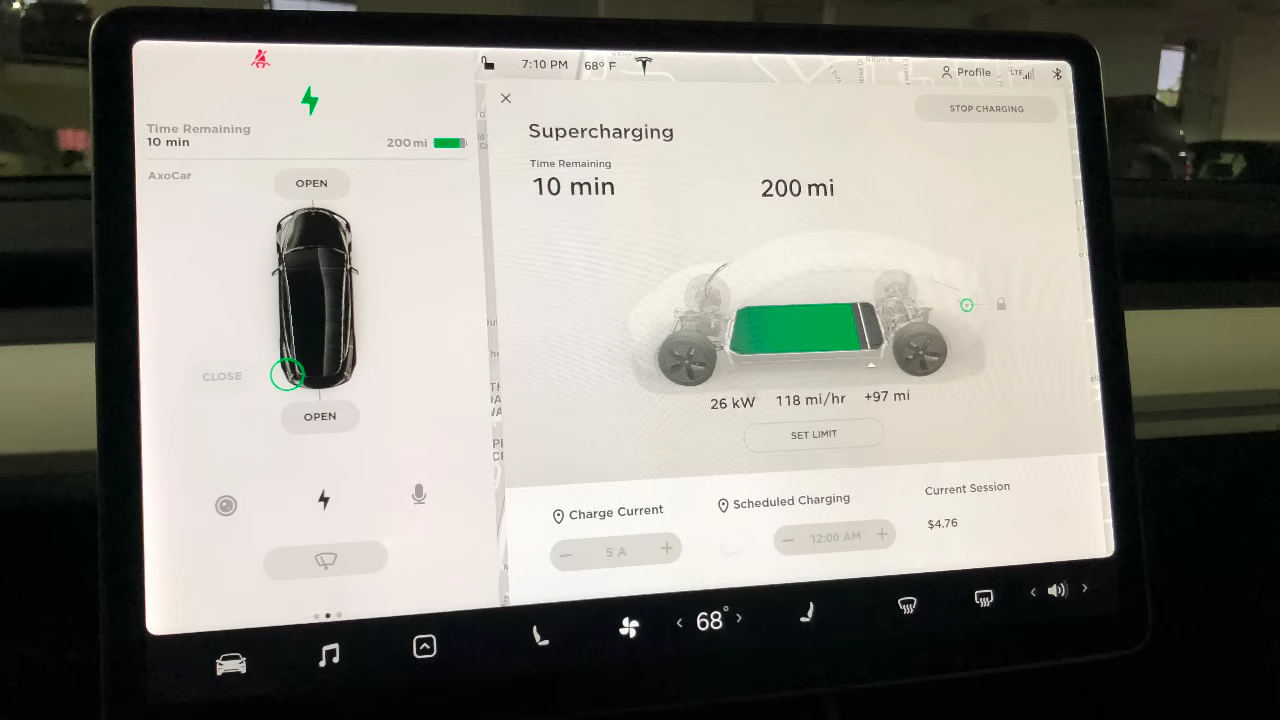 7:10 PM
68° F
Profile
LTE
Time Remaining
10 min
200 mi
AxoCar
OPEN
CLOSE
OPEN
STOP CHARGING
Supercharging
Time Remaining
10 min
200 mi
26 kW
118 mi/hr
+97 mi
SET LIMIT
Charge Current
5 A
Scheduled Charging
12:00 AM
Current Session
$4.76
68°